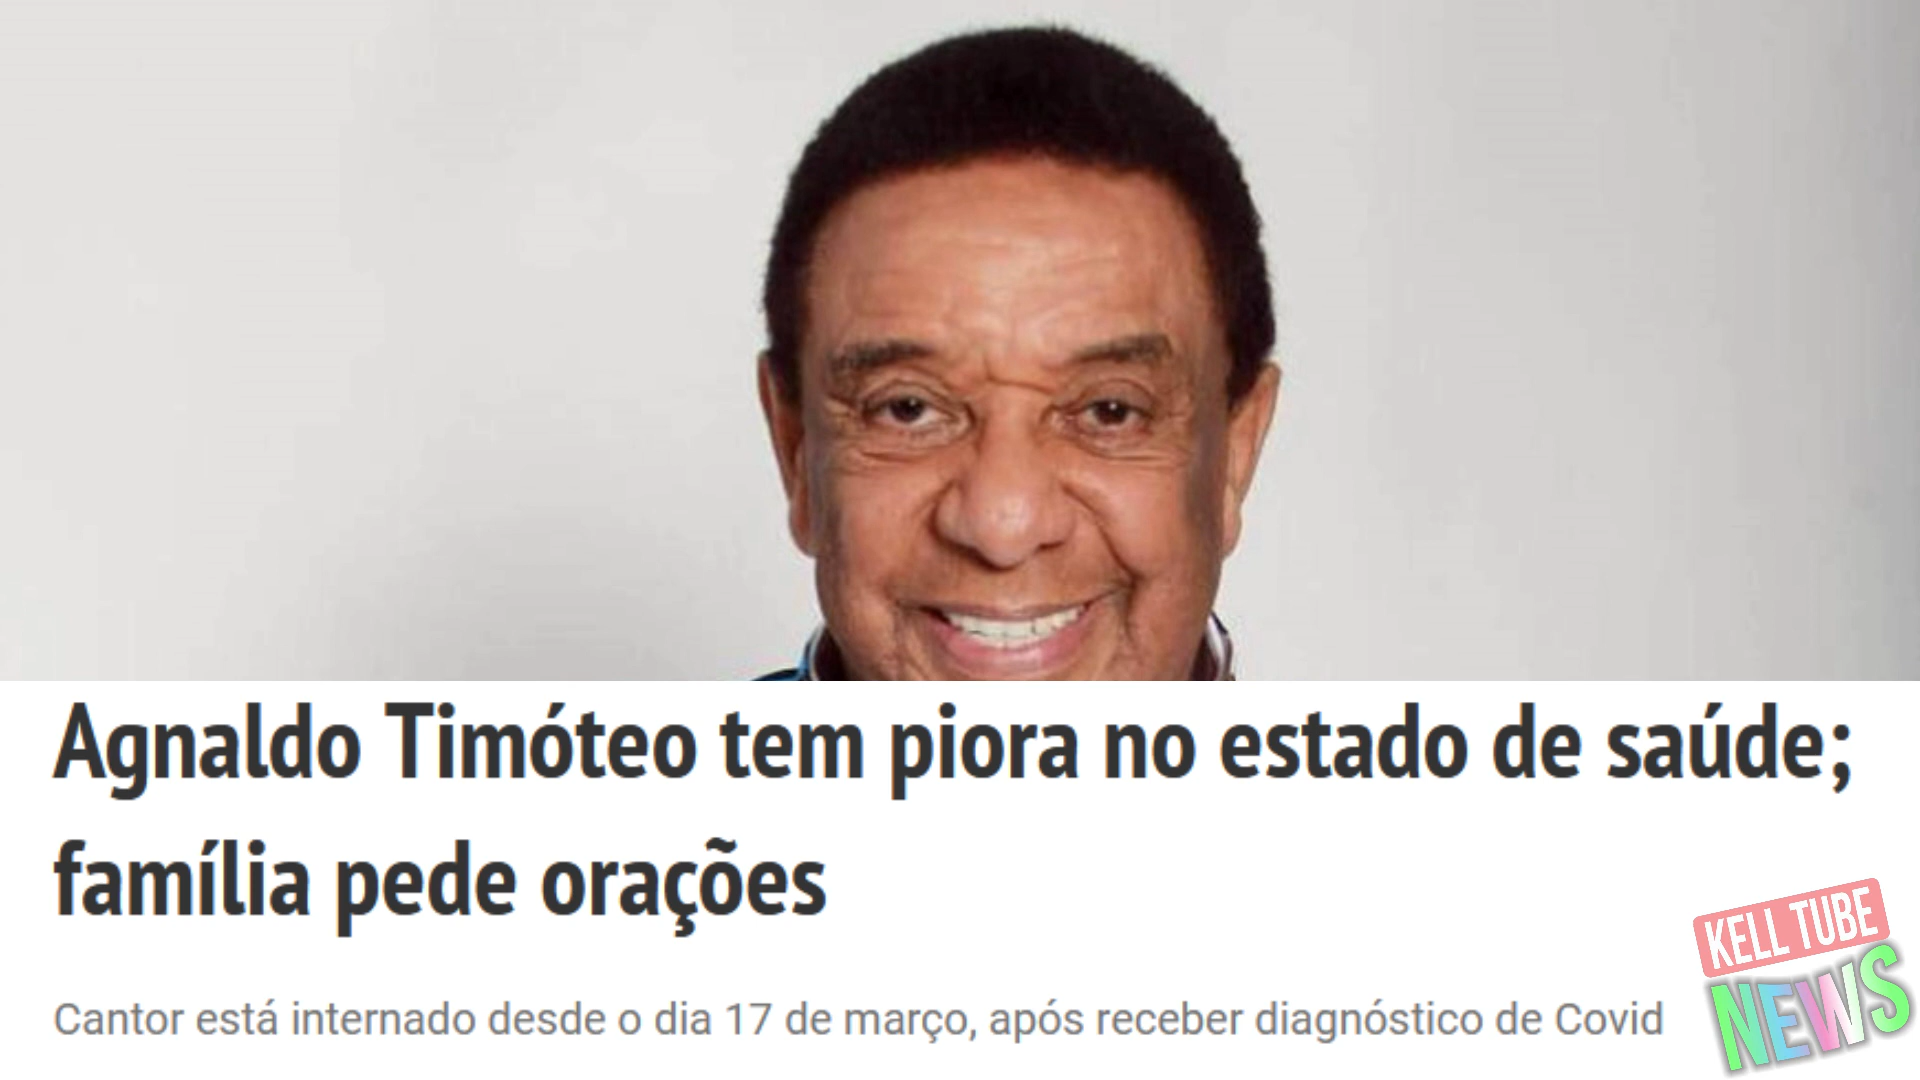 Agnaldo Timóteo tem piora no estado de saúde;
família pede orações
Cantor está internado desde o dia 17 de março, após receber diagnóstico de Covid
KELL TUBE
NEWS